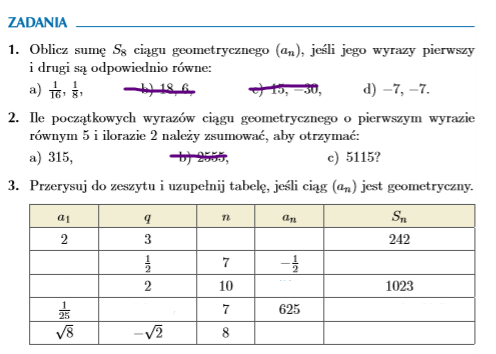 ZADANIA
1. Oblicz sumę S₈ ciągu geometrycznego (aₙ), jeśli jego wyrazy pierwszy
i drugi są odpowiednio równe:
a) 1/16, 1/8, b) 18, 6, c) 15, −30, d) −7, −7.
2. Ile początkowych wyrazów ciągu geometrycznego o pierwszym wyrazie
równym 5 i ilorazie 2 należy zsumować, aby otrzymać:
a) 315, b) 2555, c) 5115?
3. Przerysuj do zeszytu i uzupełnij tabelę, jeśli ciąg (aₙ) jest geometryczny.
a₁ q n aₙ Sₙ
2 3 242
1/2 7 −1/2
2 10 1023
1/25 7 625
√8 −√2 8